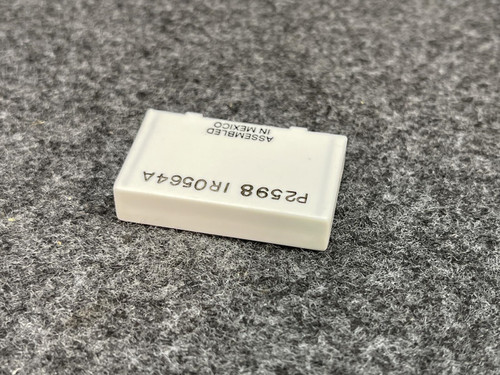 P2598 IR0564A
ASSEMBLED
IN MEXICO